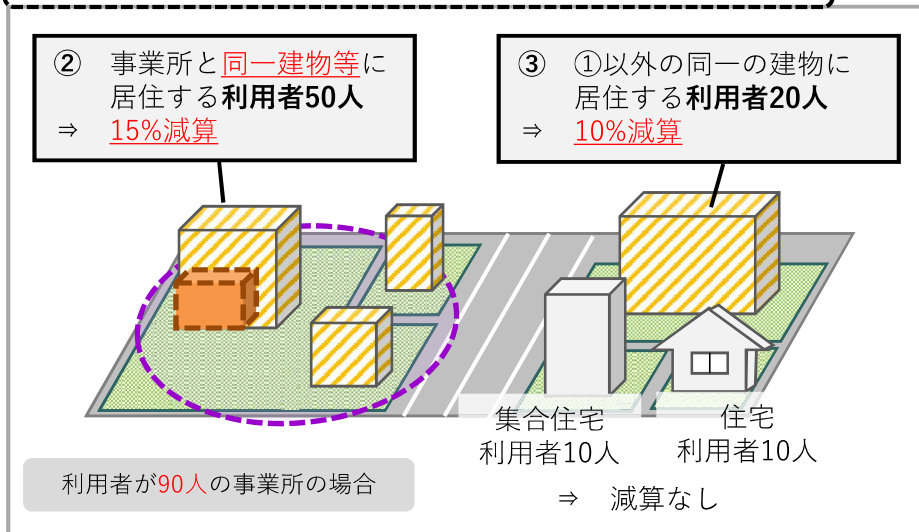 ② 事業所と同一建物等に
居住する利用者50人
⇒ 15%減算
③ ①以外の同一の建物に
居住する利用者20人
⇒ 10%減算
集合住宅
利用者10人
住宅
利用者10人
⇒ 減算なし
利用者が90人の事業所の場合